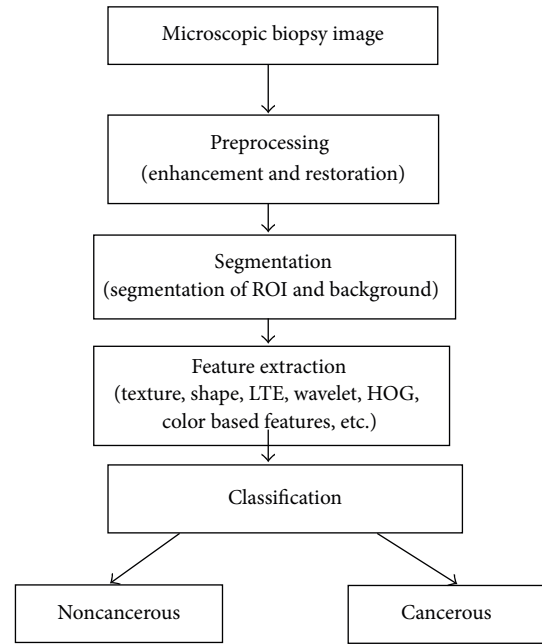 Microscopic biopsy image
Preprocessing
(enhancement and restoration)
Segmentation
(segmentation of ROI and background)
Feature extraction
(texture, shape, LTE, wavelet, HOG,
color based features, etc.)
Classification
Noncancerous
Cancerous